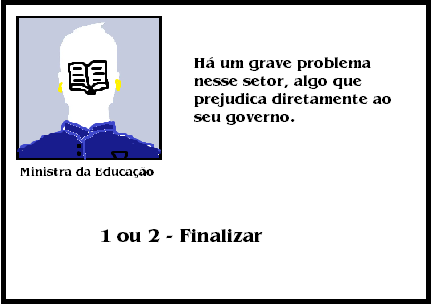 Há um grave problema
nesse setor, algo que
prejudica diretamente ao
seu governo.
Ministra da Educação
1 ou 2 - Finalizar